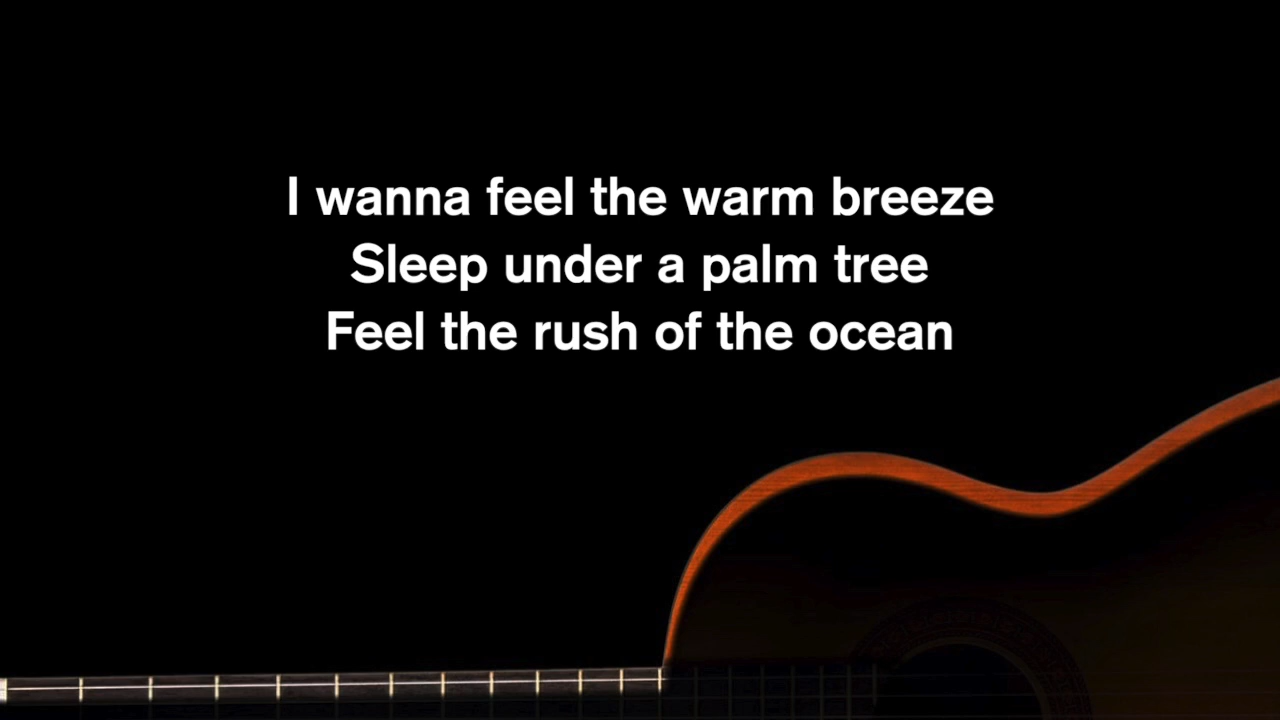 I wanna feel the warm breeze
Sleep under a palm tree
Feel the rush of the ocean